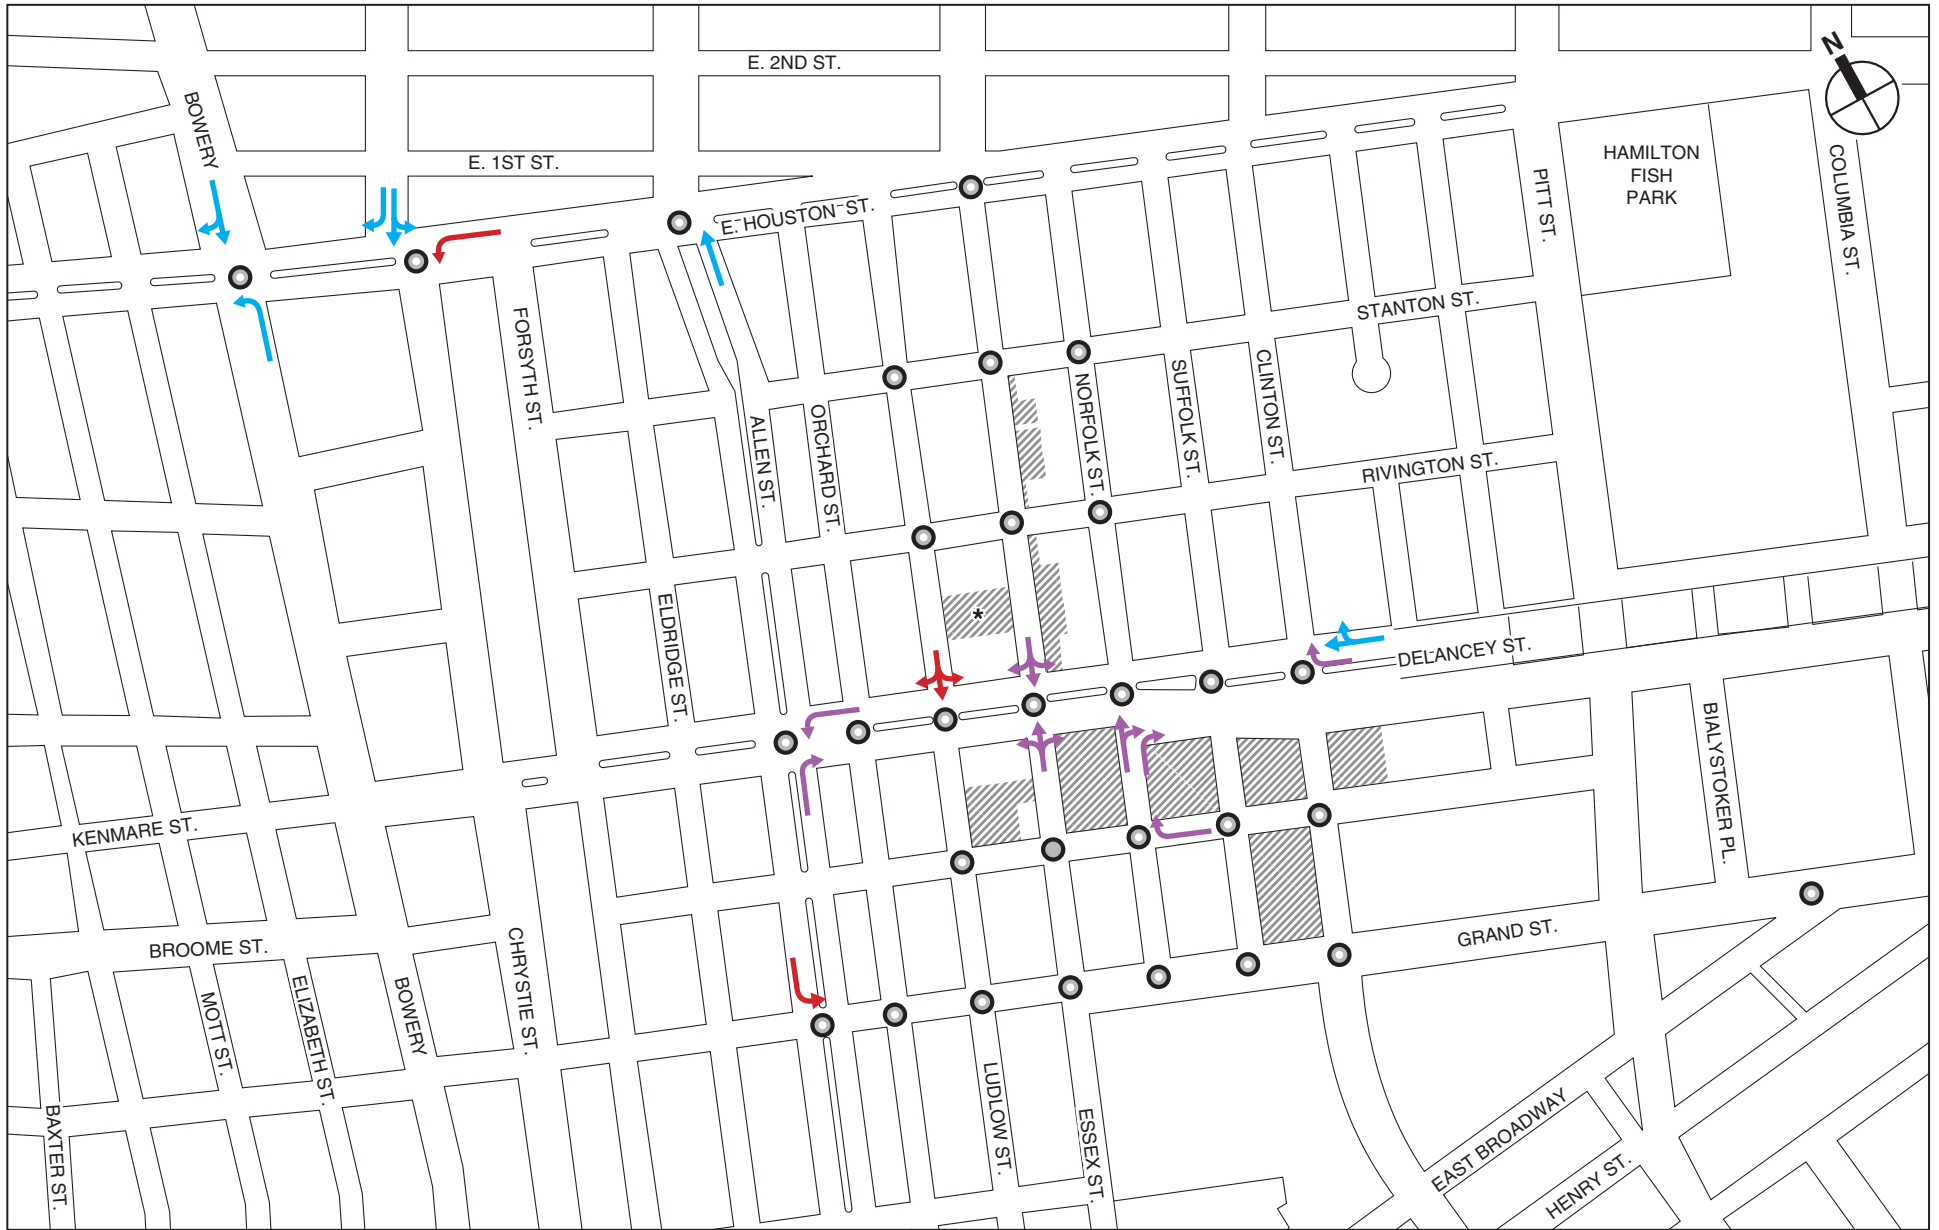 N
E. 2ND ST.
BOWERY
E. 1ST ST.
HAMILTON
FISH
PARK
COLUMBIA ST.
PITT ST.
E. HOUSTON ST.
STANTON ST.
FORSYTH ST.
NORFOLK ST.
SUFFOLK ST.
CLINTON ST.
ALLEN ST.
ORCHARD ST.
RIVINGTON ST.
ELDRIDGE ST.
*
DELANCEY ST.
BIALYSTOKER PL.
KENMARE ST.
BROOME ST.
GRAND ST.
CHRYSTIE ST.
MOTT ST.
ELIZABETH ST.
BOWERY
BAXTER ST.
LUDLOW ST.
ESSEX ST.
EAST BROADWAY
HENRY ST.